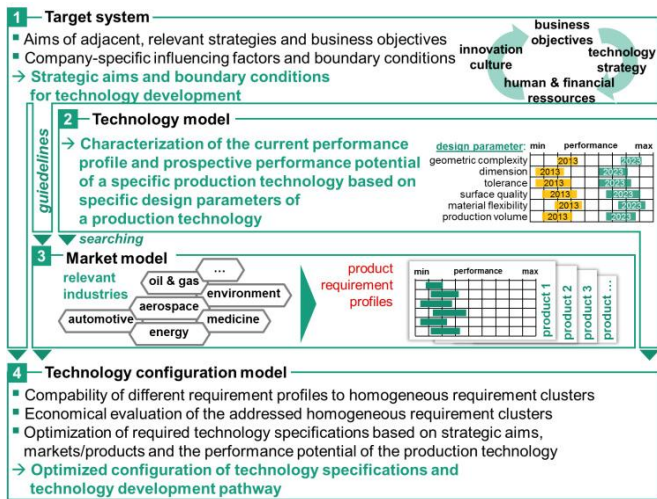 1 Target system
▪ Aims of adjacent, relevant strategies and business objectives
▪ Company-specific influencing factors and boundary conditions
→ Strategic aims and boundary conditions
for technology development
business
objectives
innovation
culture
technology
strategy
human & financial
ressources
guiedelines
2 Technology model
→ Characterization of the current performance
profile and prospective performance potential
of a specific production technology based on
specific design parameters of
a production technology
design parameter: min performance max
geometric complexity 2013 2023
dimension 2013 2023
tolerance 2013 2023
surface quality 2013 2023
material flexibility 2013 2023
production volume 2013 2023
searching
3 Market model
relevant
industries
...
oil & gas
environment
aerospace
automotive
medicine
energy
product
requirement
profiles
min performance max
product 1
product 2
product 3
product ...
4 Technology configuration model
▪ Compability of different requirement profiles to homogeneous requirement clusters
▪ Economical evaluation of the addressed homogeneous requirement clusters
▪ Optimization of required technology specifications based on strategic aims,
markets/products and the performance potential of the production technology
→ Optimized configuration of technology specifications and
technology development pathway